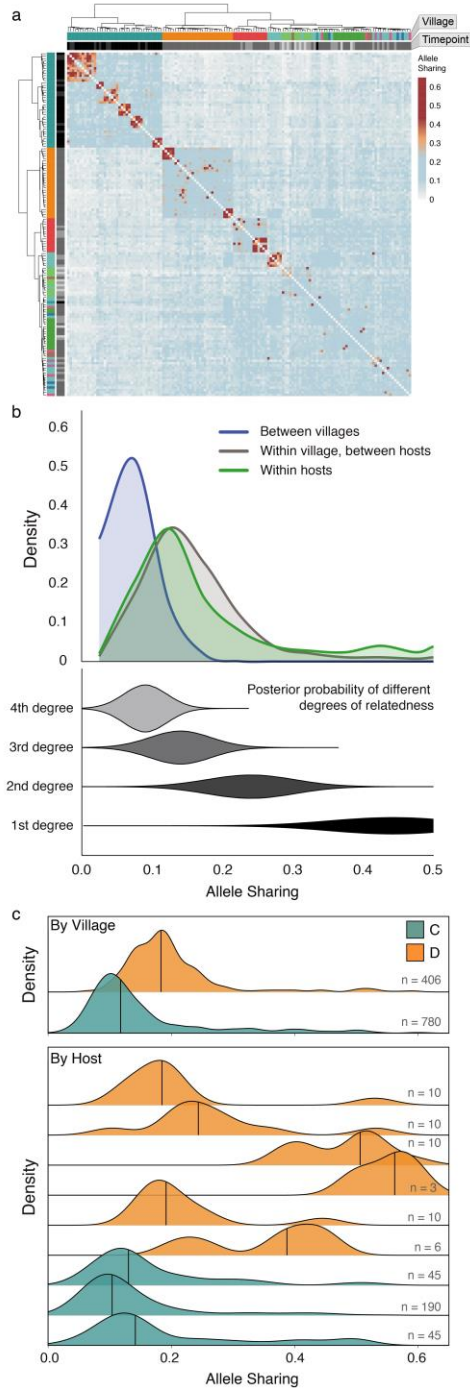 a
Village
Timepoint
Allele
Sharing
0.6
0.5
0.4
0.3
0.2
0.1
0
b
0.6
0.5
0.4
0.3
0.2
0.1
0
Density
Between villages
Within village, between hosts
Within hosts
Posterior probability of different
degrees of relatedness
4th degree
3rd degree
2nd degree
1st degree
0.0 0.1 0.2 0.3 0.4 0.5
Allele Sharing
c
By Village
C
D
Density
n = 406
n = 780
By Host
Density
n = 10
n = 10
n = 10
n = 3
n = 10
n = 6
n = 45
n = 190
n = 45
0.0 0.2 0.4 0.6
Allele Sharing